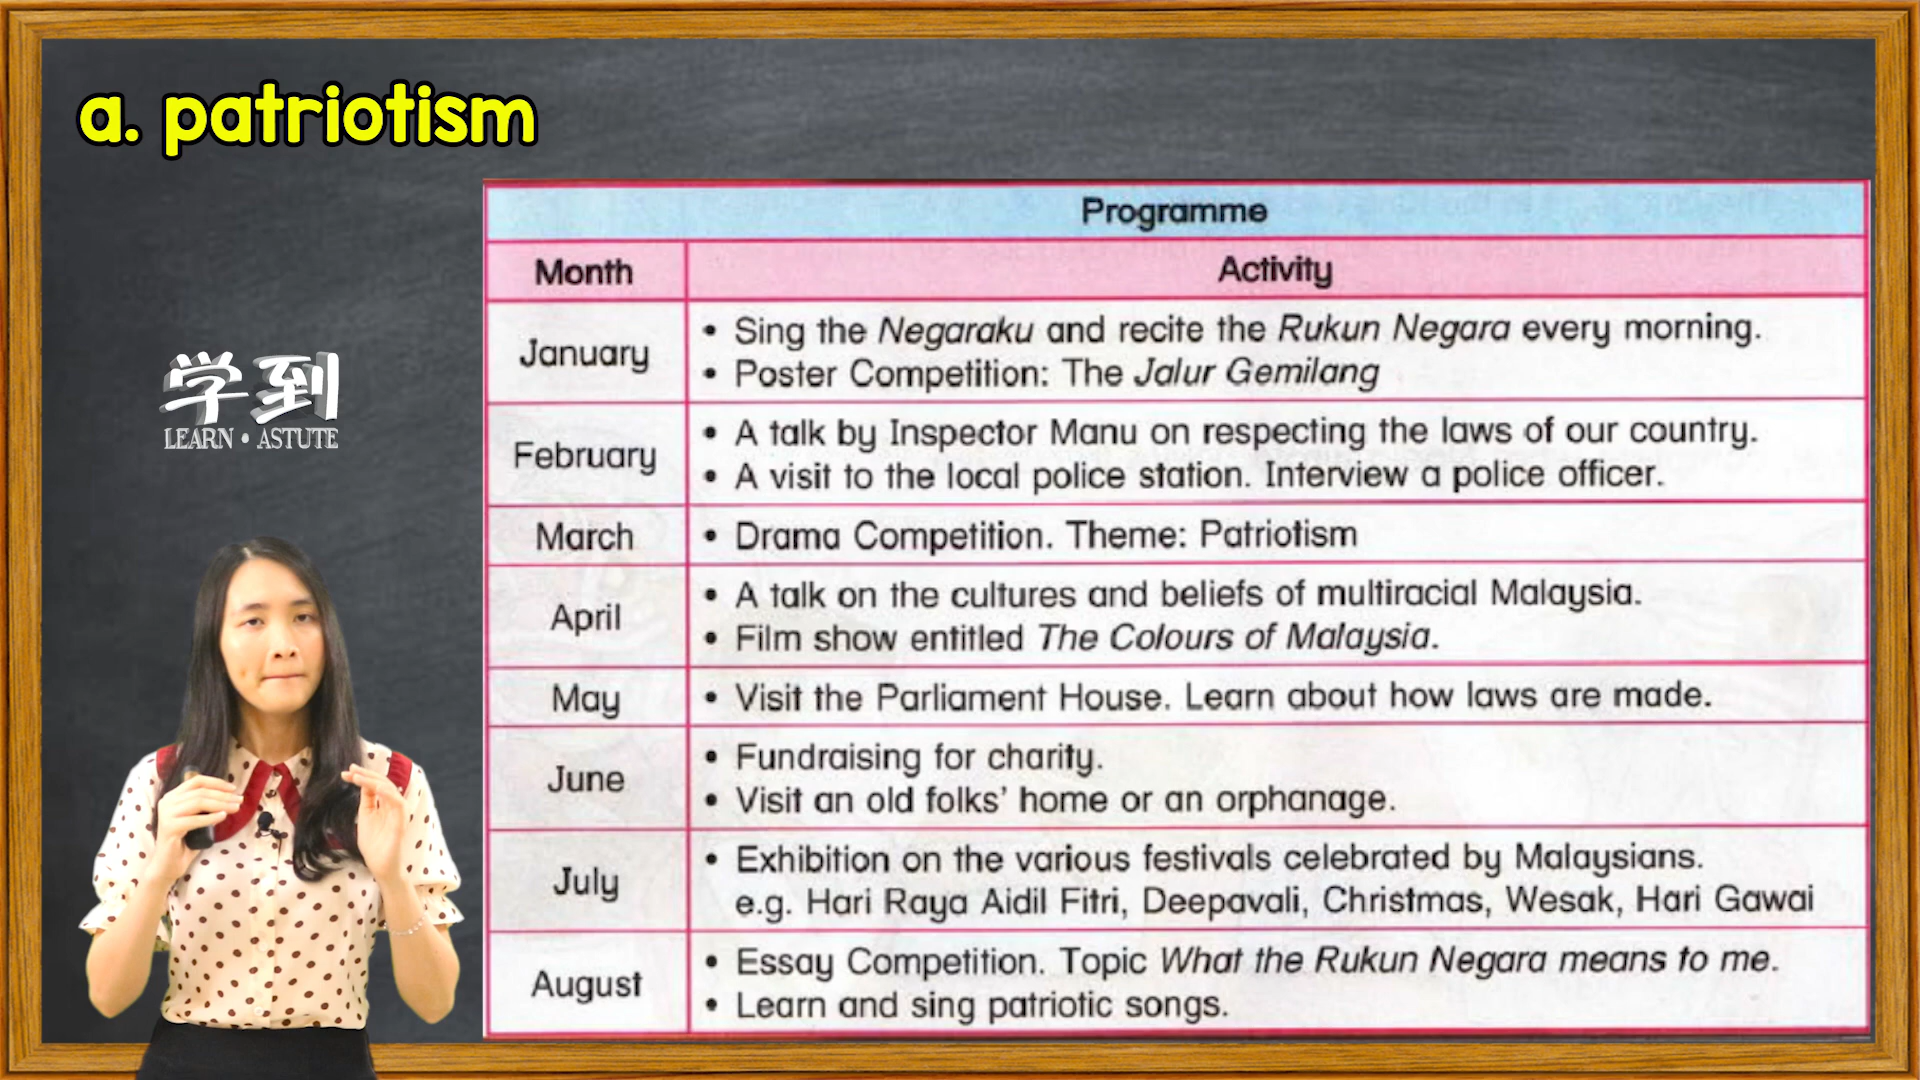 a. patriotism
学到
LEARN • ASTUTE
Programme
Month
Activity
January
• Sing the Negaraku and recite the Rukun Negara every morning.
• Poster Competition: The Jalur Gemilang
February
• A talk by Inspector Manu on respecting the laws of our country.
• A visit to the local police station. Interview a police officer.
March
• Drama Competition. Theme: Patriotism
April
• A talk on the cultures and beliefs of multiracial Malaysia.
• Film show entitled The Colours of Malaysia.
May
• Visit the Parliament House. Learn about how laws are made.
June
• Fundraising for charity.
• Visit an old folks' home or an orphanage.
July
• Exhibition on the various festivals celebrated by Malaysians.
e.g. Hari Raya Aidil Fitri, Deepavali, Christmas, Wesak, Hari Gawai
August
• Essay Competition. Topic What the Rukun Negara means to me.
• Learn and sing patriotic songs.